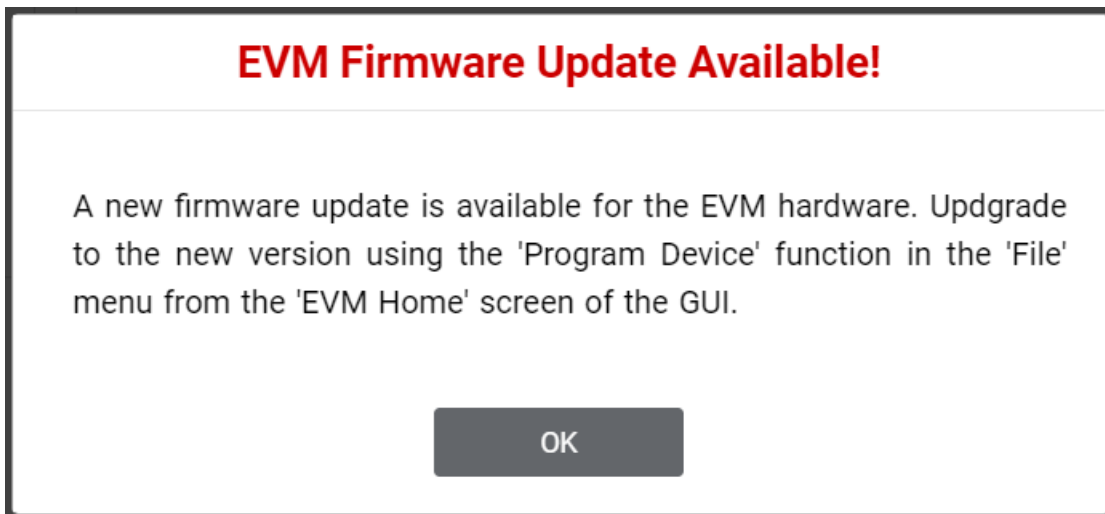 EVM Firmware Update Available!
A new firmware update is available for the EVM hardware. Updgrade
to the new version using the 'Program Device' function in the 'File'
menu from the 'EVM Home' screen of the GUI.
OK